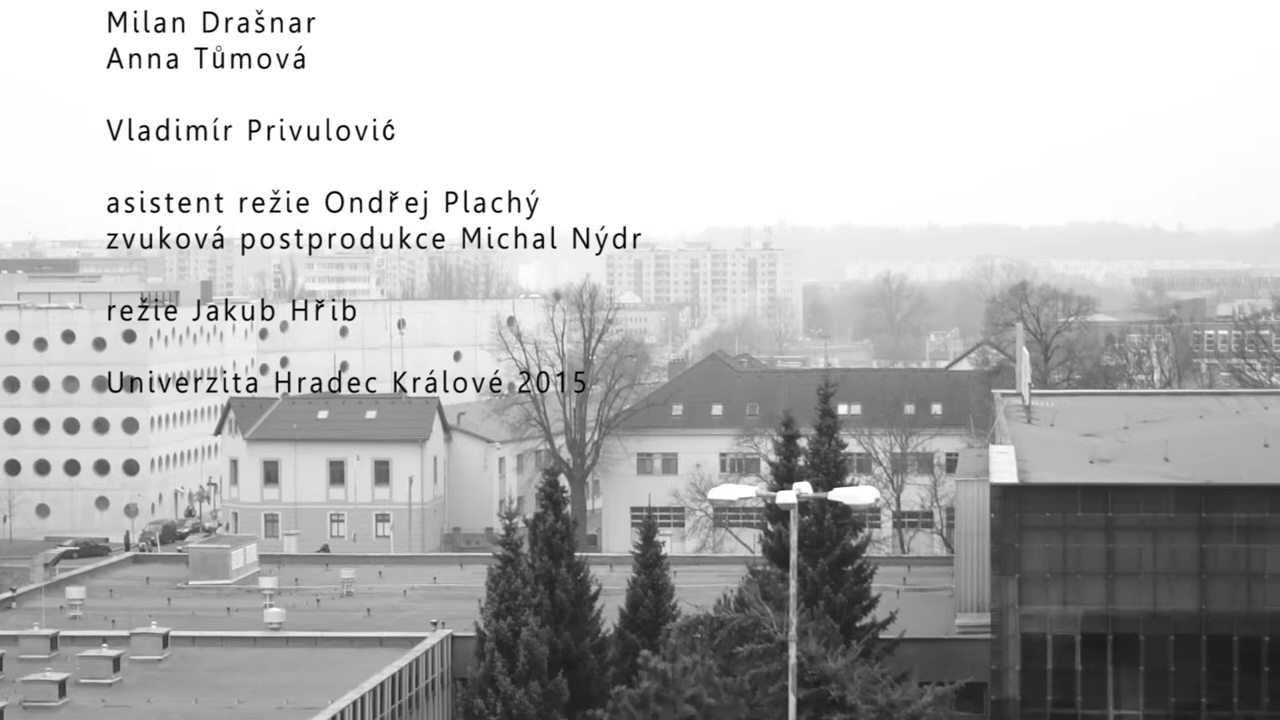 Milan Drašnar
Anna Tůmová
Vladimír Privulović
asistent režie Ondřej Plachý
zvuková postprodukce Michal Nýdr
režie Jakub Hřib
Univerzita Hradec Králové 2015